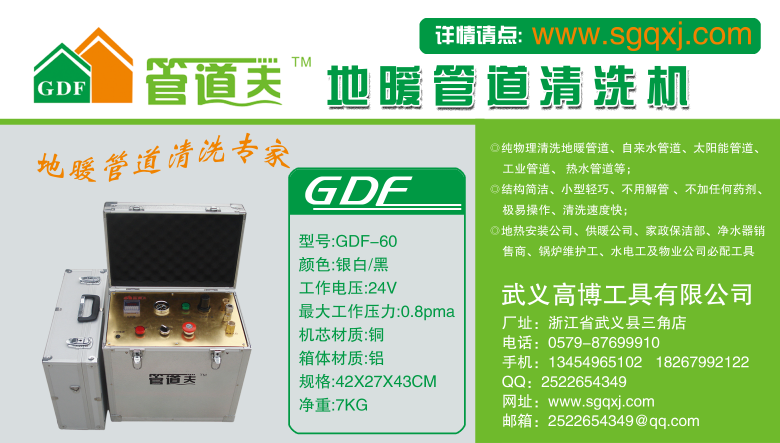 详情请点: www.sgqxj.com
GDF 管道夫™ 地暖管道清洗机
地暖管道清洗专家
GDF
型号:GDF-60
颜色:银白/黑
工作电压:24V
最大工作压力:0.8pma
机芯材质:铜
箱体材质:铝
规格:42X27X43CM
净重:7KG
管道夫™
◎纯物理清洗地暖管道、自来水管道、太阳能管道、
工业管道、 热水管道等;
◎结构简洁、小型轻巧、不用解管 、不加任何药剂、
极易操作、清洗速度快;
◎地热安装公司、供暖公司、家政保洁部、净水器销
售商、锅炉维护工、水电工及物业公司必配工具
武义高博工具有限公司
厂址: 浙江省武义县三角店
电话: 0579-87699910
手机: 13454965102 18267992122
QQ: 2522654349
网址: www.sgqxj.com
邮箱: 2522654349@qq.com